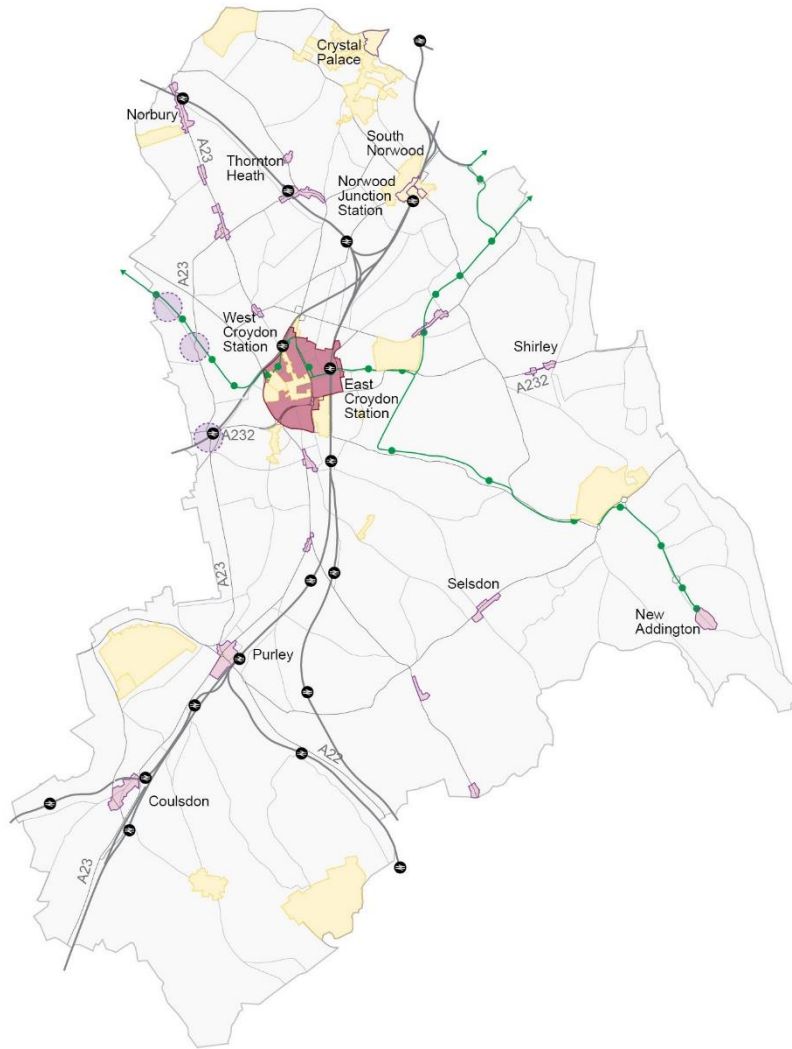 Crystal
Palace
Norbury
A23
South
Norwood
Thornton
Heath
Norwood
Junction
Station
A23
West
Croydon
Station
Shirley
A232
East
Croydon
Station
A232
A23
Selsdon
New
Addington
Purley
A22
Coulsdon
A23